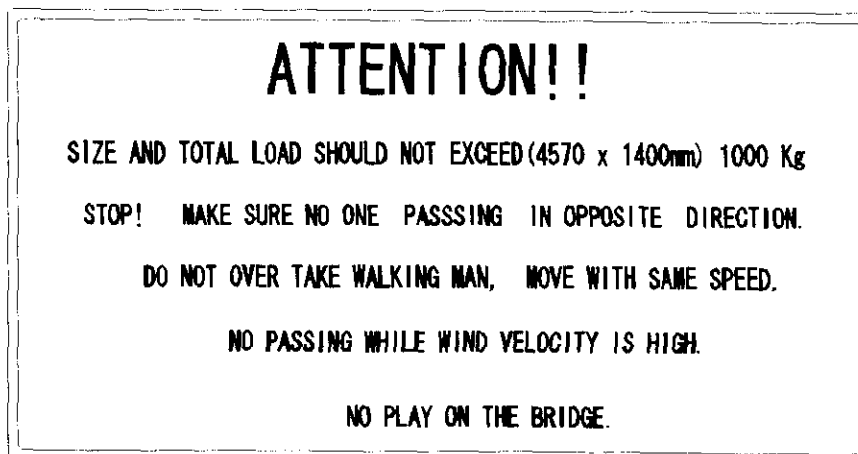 ATTENTION!!
SIZE AND TOTAL LOAD SHOULD NOT EXCEED(4570 x 1400mm) 1000 Kg
STOP! MAKE SURE NO ONE PASSSING IN OPPOSITE DIRECTION.
DO NOT OVER TAKE WALKING MAN, MOVE WITH SAME SPEED.
NO PASSING WHILE WIND VELOCITY IS HIGH.
NO PLAY ON THE BRIDGE.